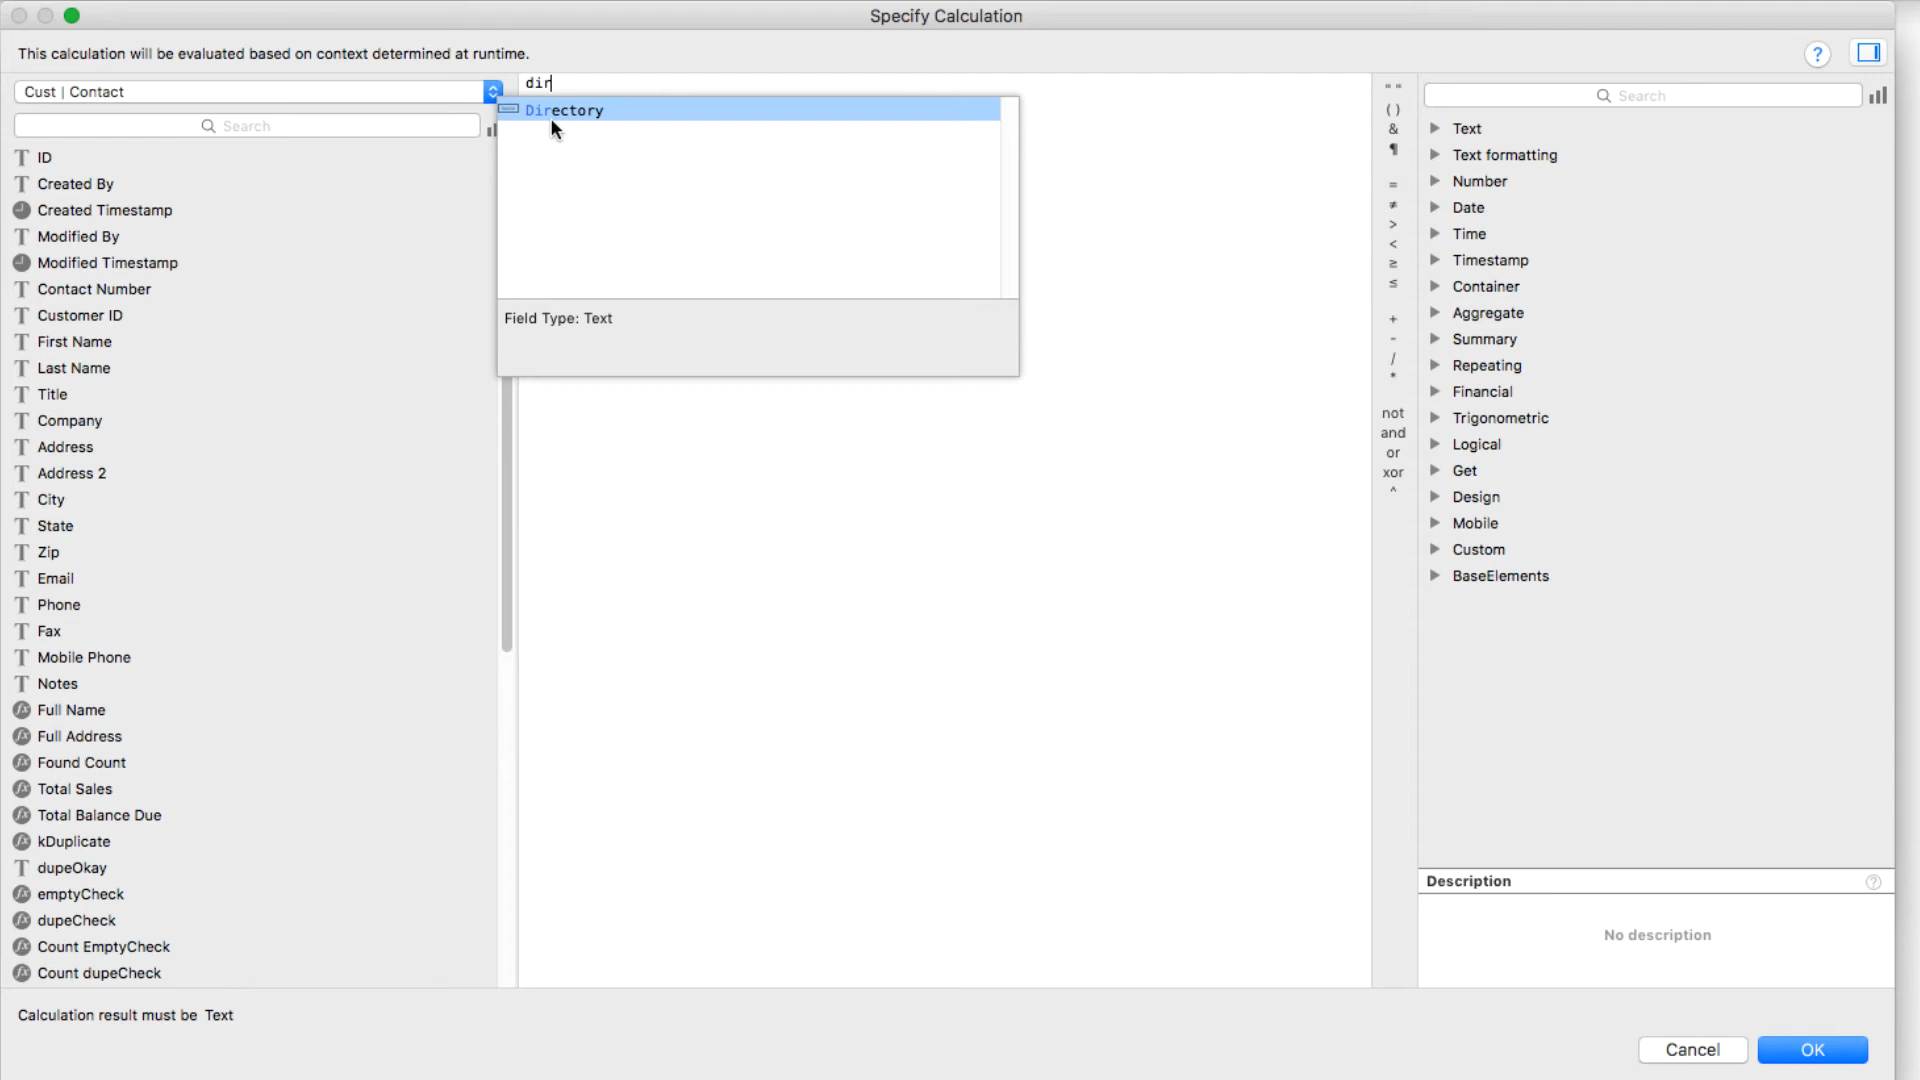 Specify Calculation
This calculation will be evaluated based on context determined at runtime.
?
Cust | Contact
Search
ID
Created By
Created Timestamp
Modified By
Modified Timestamp
Contact Number
Customer ID
First Name
Last Name
Title
Company
Address
Address 2
City
State
Zip
Email
Phone
Fax
Mobile Phone
Notes
Full Name
Full Address
Found Count
Total Sales
Total Balance Due
kDuplicate
dupeOkay
emptyCheck
dupeCheck
Count EmptyCheck
Count dupeCheck
dir
Directory
Field Type: Text
" "
( )
&
¶
=
≠
>
<
≥
≤
+
-
/
*
not
and
or
xor
^
Search
Text
Text formatting
Number
Date
Time
Timestamp
Container
Aggregate
Summary
Repeating
Financial
Trigonometric
Logical
Get
Design
Mobile
Custom
BaseElements
Description
?
No description
Calculation result must be Text
Cancel
OK